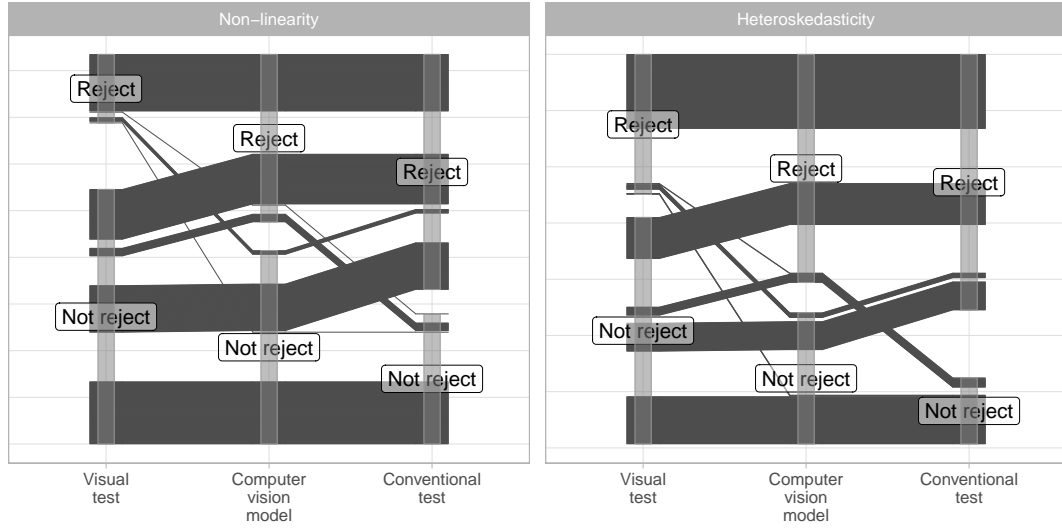 Non−linearity
Reject
Reject
Reject
Not reject
Not reject
Not reject
Visual
test
Computer
vision
model
Conventional
test
Heteroskedasticity
Reject
Reject
Reject
Not reject
Not reject
Not reject
Visual
test
Computer
vision
model
Conventional
test